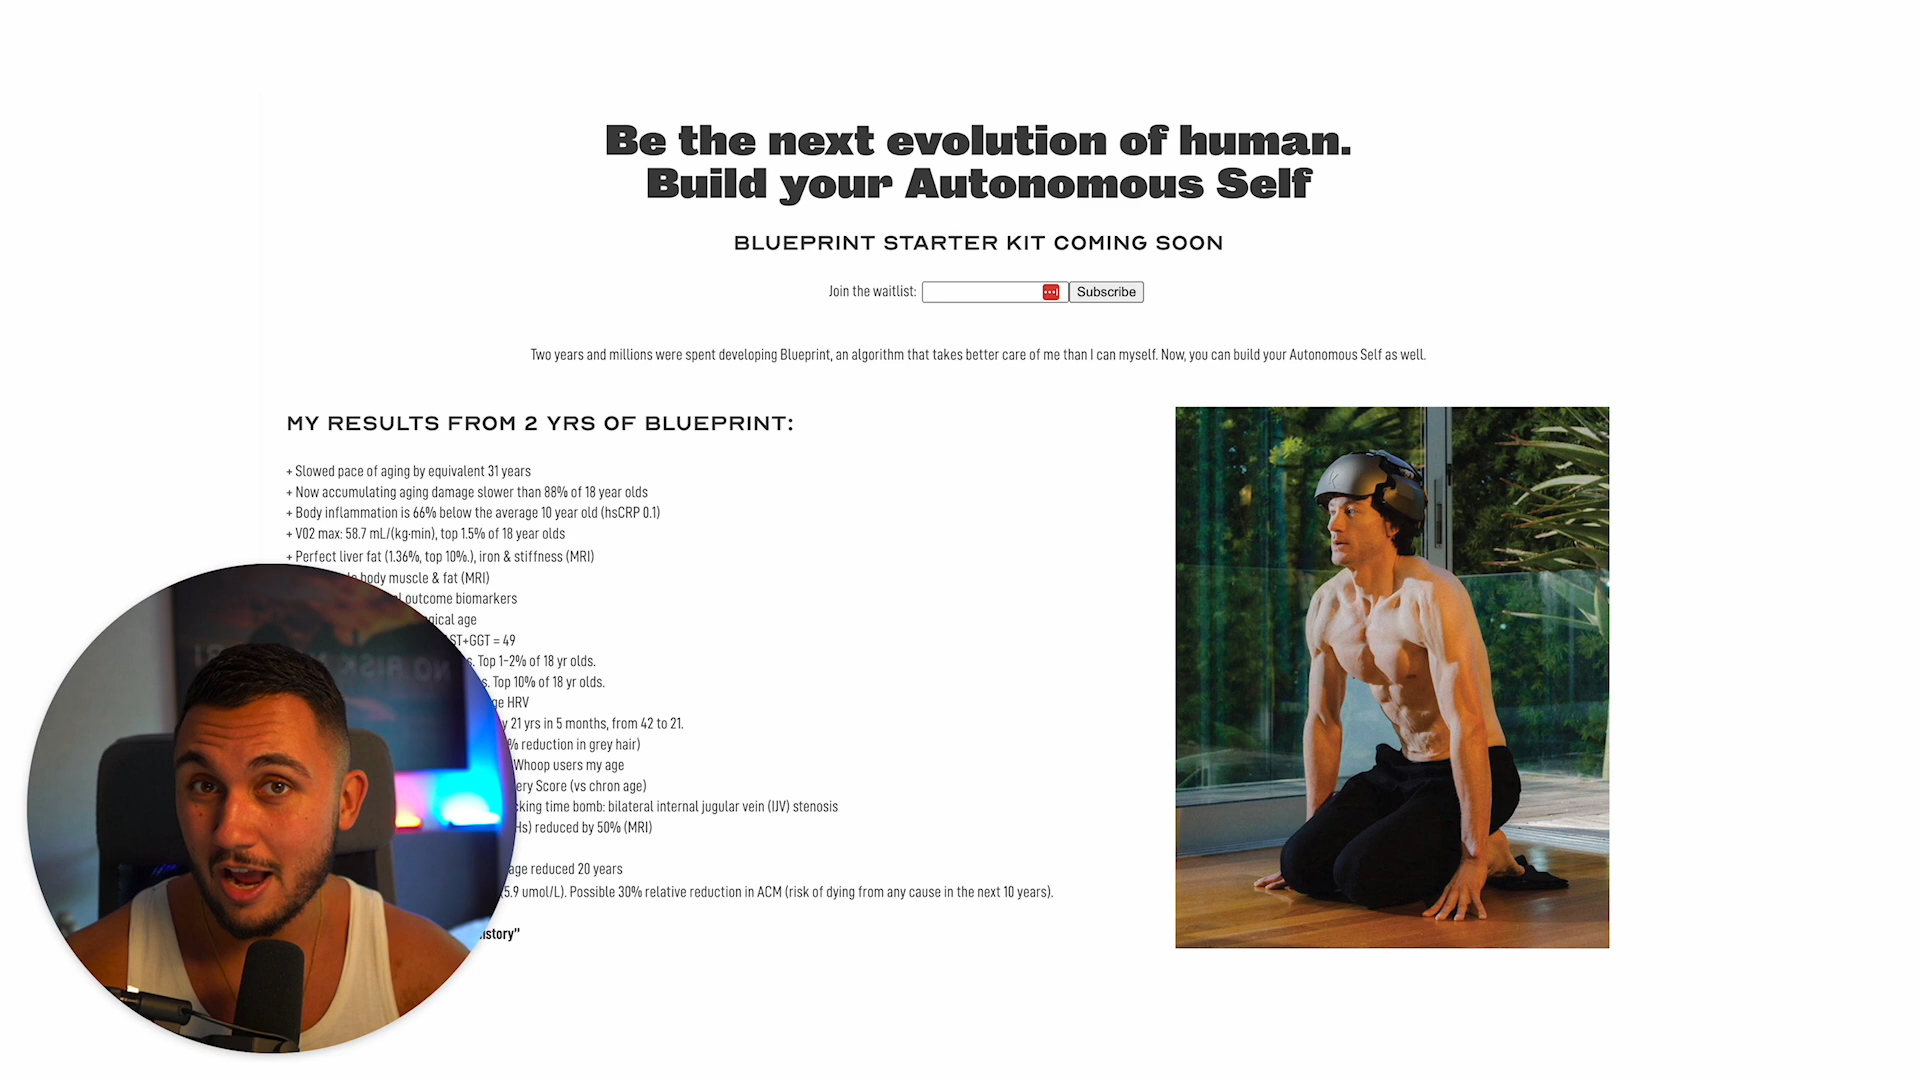 Be the next evolution of human.
Build your Autonomous Self
BLUEPRINT STARTER KIT COMING SOON
Join the waitlist:
Subscribe
Two years and millions were spent developing Blueprint, an algorithm that takes better care of me than I can myself. Now, you can build your Autonomous Self as well.
MY RESULTS FROM 2 YRS OF BLUEPRINT:
+ Slowed pace of aging by equivalent 31 years
+ Now accumulating aging damage slower than 88% of 18 year olds
+ Body inflammation is 66% below the average 10 year old (hsCRP 0.1)
+ V02 max: 58.7 mL/(kg·min), top 1.5% of 18 year olds
+ Perfect liver fat (1.36%, top 10%.), iron & stiffness (MRI)
body muscle & fat (MRI)
outcome biomarkers
age
+GGT = 49
Top 1-2% of 18 yr olds.
Top 10% of 18 yr olds.
HRV
21 yrs in 5 months, from 42 to 21.
% reduction in grey hair)
Whoop users my age
Score (vs chron age)
time bomb: bilateral internal jugular vein (IJV) stenosis
reduced by 50% (MRI)
age reduced 20 years
5.9 umol/L). Possible 30% relative reduction in ACM (risk of dying from any cause in the next 10 years).
NO RISK